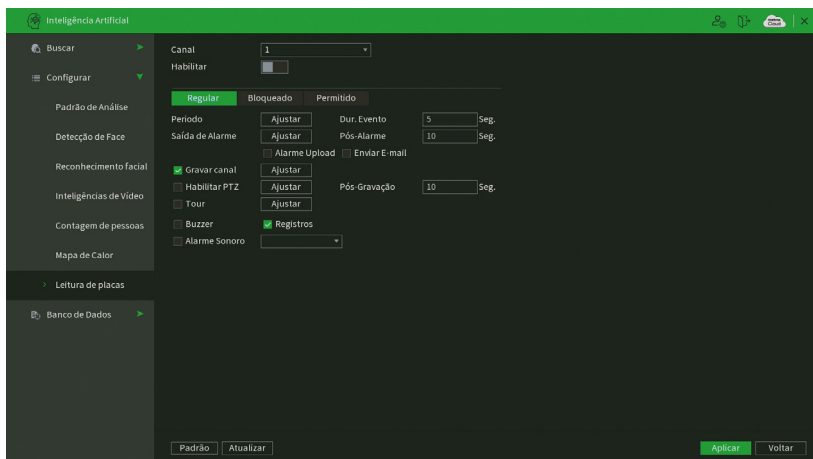 Inteligência Artificial
Cloud
Buscar
Configurar
Padrão de Análise
Detecção de Face
Reconhecimento facial
Inteligências de Vídeo
Contagem de pessoas
Mapa de Calor
Leitura de placas
Banco de Dados
Canal 1
Habilitar
Regular Bloqueado Permitido
Periodo Ajustar Dur. Evento 5 Seg.
Saída de Alarme Ajustar Pós-Alarme 10 Seg.
Alarme Upload Enviar E-mail
Gravar canal Ajustar
Habilitar PTZ Ajustar Pós-Gravação 10 Seg.
Tour Ajustar
Buzzer Registros
Alarme Sonoro
Padrão Atualizar Aplicar Voltar